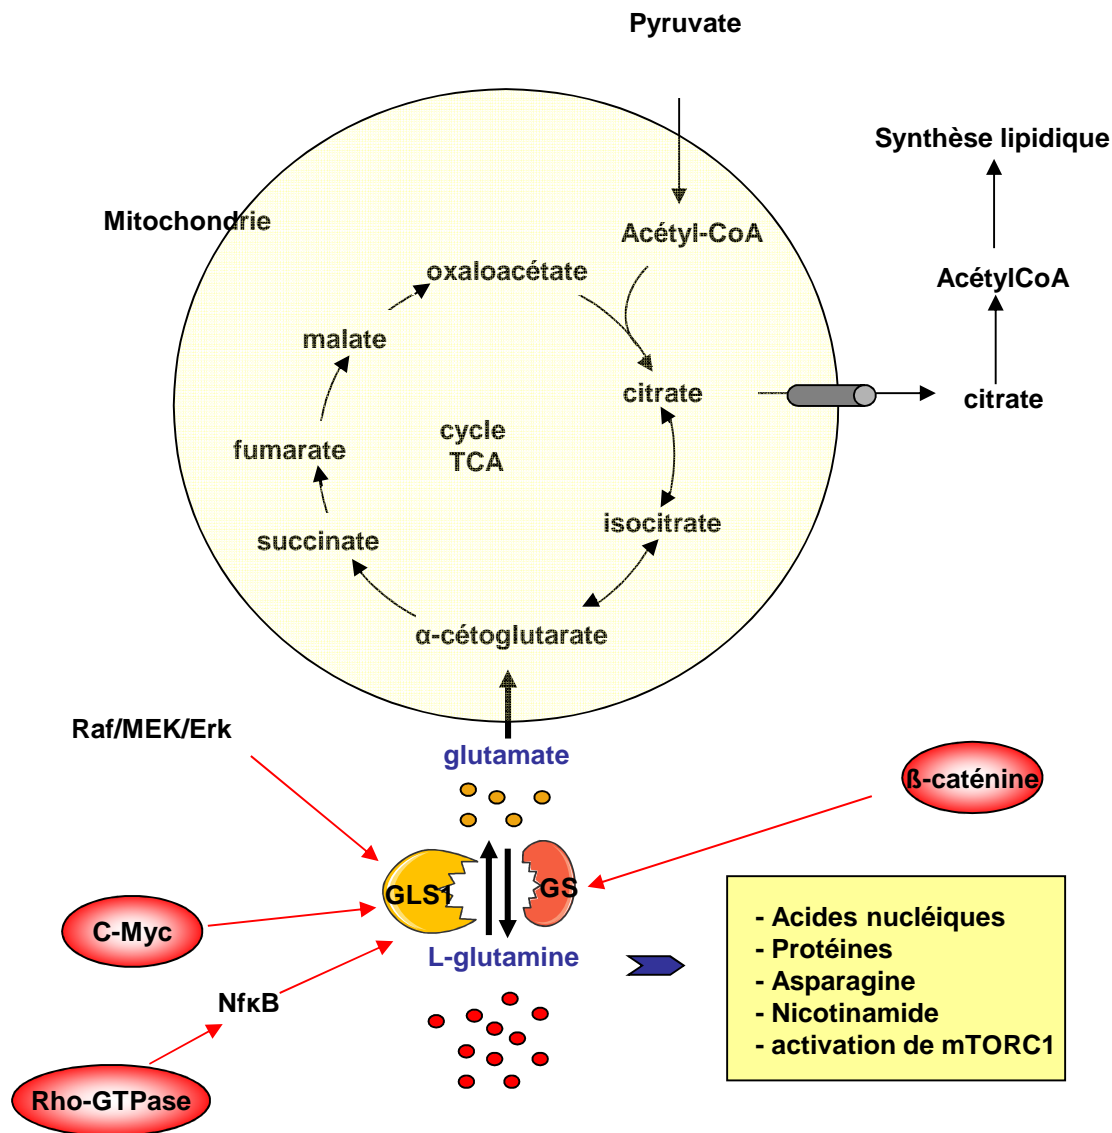 Pyruvate
Synthèse lipidique
Mitochondrie
Acétyl-CoA
oxaloacétate
AcétylCoA
malate
citrate
citrate
cycle
TCA
fumarate
isocitrate
succinate
α-cétoglutarate
Raf/MEK/Erk
glutamate
ß-caténine
GLS1
GS
C-Myc
L-glutamine
- Acides nucléiques
- Protéines
- Asparagine
- Nicotinamide
- activation de mTORC1
NfκB
Rho-GTPase